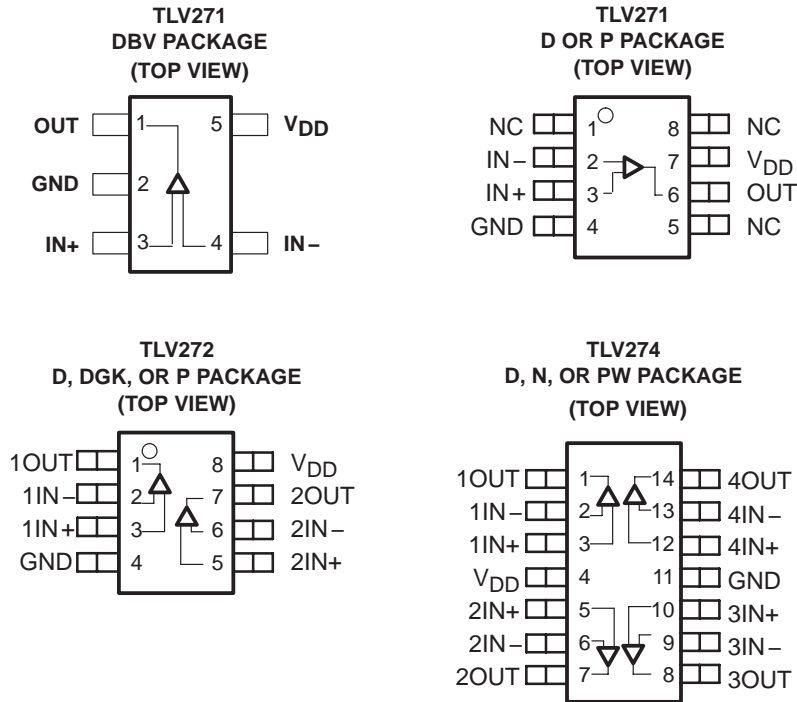 TLV271
DBV PACKAGE
(TOP VIEW)
OUT 1 5 VDD
GND 2
IN+ 3 4 IN−
TLV271
D OR P PACKAGE
(TOP VIEW)
NC 1 8 NC
IN− 2 7 VDD
IN+ 3 6 OUT
GND 4 5 NC
TLV272
D, DGK, OR P PACKAGE
(TOP VIEW)
1OUT 1 8 VDD
1IN− 2 7 2OUT
1IN+ 3 6 2IN−
GND 4 5 2IN+
TLV274
D, N, OR PW PACKAGE
(TOP VIEW)
1OUT 1 14 4OUT
1IN− 2 13 4IN−
1IN+ 3 12 4IN+
VDD 4 11 GND
2IN+ 5 10 3IN+
2IN− 6 9 3IN−
2OUT 7 8 3OUT